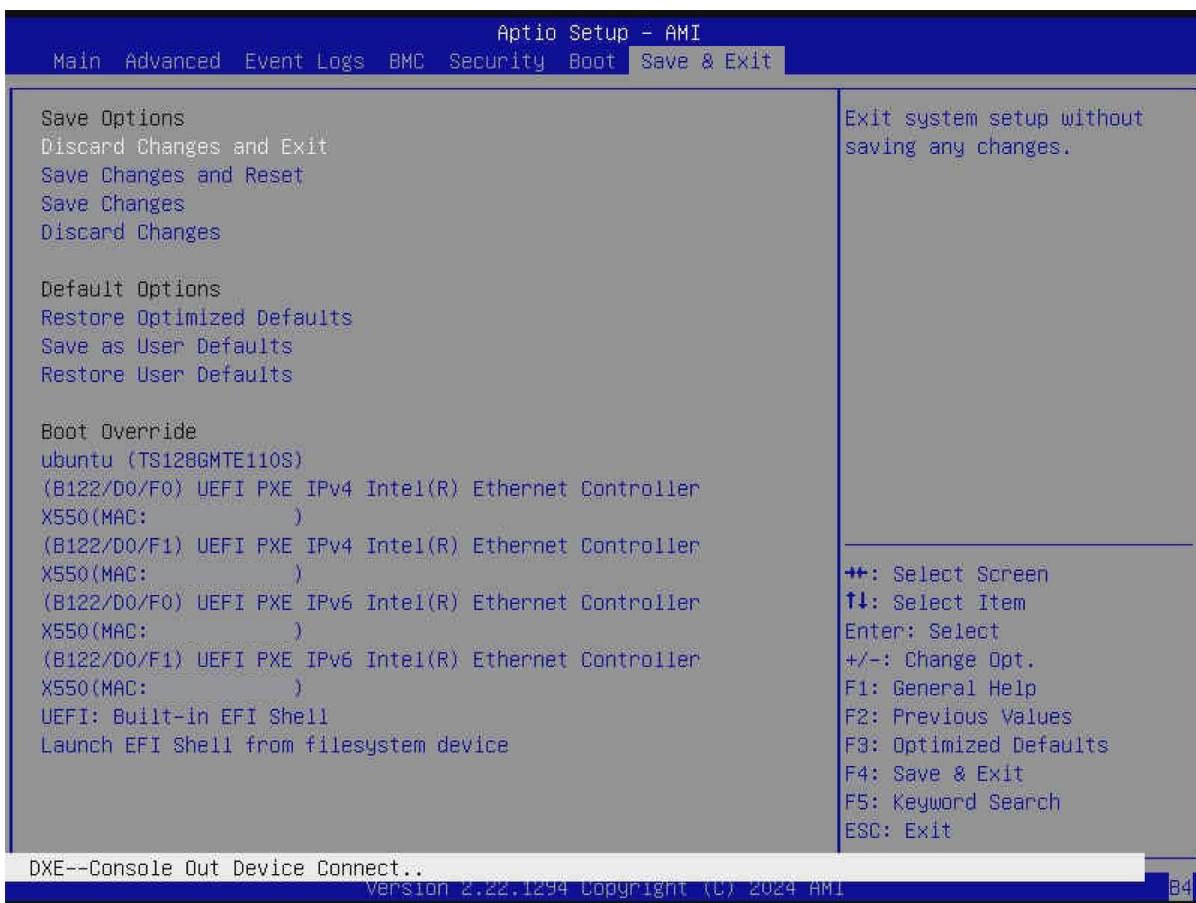 Aptio Setup – AMI
Main Advanced Event Logs BMC Security Boot Save & Exit
Save Options
Discard Changes and Exit
Save Changes and Reset
Save Changes
Discard Changes
Default Options
Restore Optimized Defaults
Save as User Defaults
Restore User Defaults
Boot Override
ubuntu (TS128GMTE110S)
(B122/D0/F0) UEFI PXE IPv4 Intel(R) Ethernet Controller
X550(MAC: )
(B122/D0/F1) UEFI PXE IPv4 Intel(R) Ethernet Controller
X550(MAC: )
(B122/D0/F0) UEFI PXE IPv6 Intel(R) Ethernet Controller
X550(MAC: )
(B122/D0/F1) UEFI PXE IPv6 Intel(R) Ethernet Controller
X550(MAC: )
UEFI: Built-in EFI Shell
Launch EFI Shell from filesystem device
Exit system setup without
saving any changes.
→←: Select Screen
↑↓: Select Item
Enter: Select
+/-: Change Opt.
F1: General Help
F2: Previous Values
F3: Optimized Defaults
F4: Save & Exit
F5: Keyword Search
ESC: Exit
DXE--Console Out Device Connect..
Version 2.22.1294 Copyright (C) 2024 AMI
B4